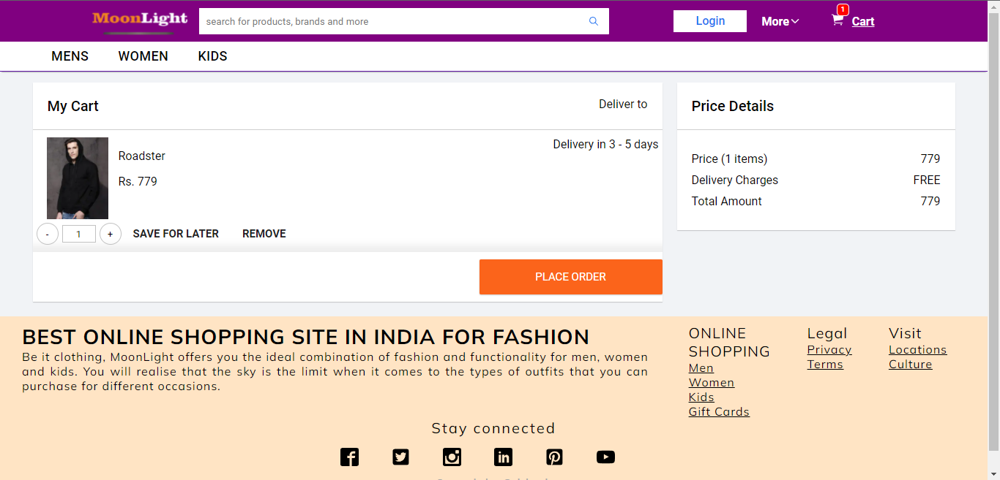 MoonLight
search for products, brands and more
Login
More
1
Cart
MENS
WOMEN
KIDS
My Cart
Deliver to
Roadster
Delivery in 3 - 5 days
Rs. 779
-
1
+
SAVE FOR LATER
REMOVE
PLACE ORDER
Price Details
Price (1 items)
779
Delivery Charges
FREE
Total Amount
779
BEST ONLINE SHOPPING SITE IN INDIA FOR FASHION
Be it clothing, MoonLight offers you the ideal combination of fashion and functionality for men, women
and kids. You will realise that the sky is the limit when it comes to the types of outfits that you can
purchase for different occasions.
ONLINE
SHOPPING
Men
Women
Kids
Gift Cards
Legal
Privacy
Terms
Visit
Locations
Culture
Stay connected